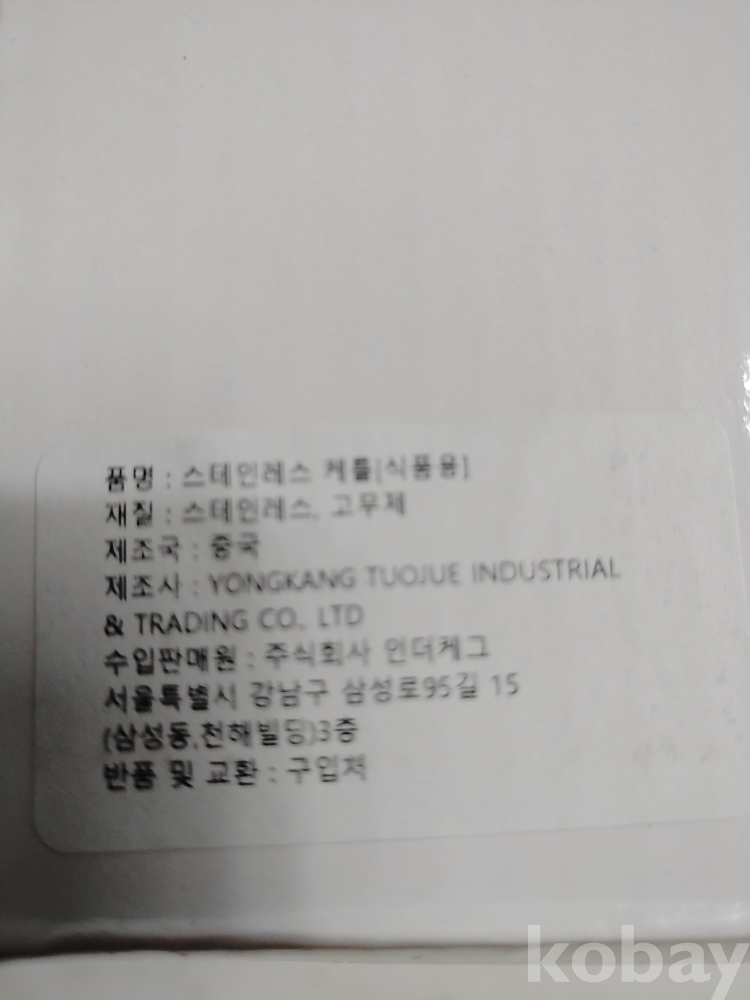 품명 : 스테인레스 케틀[식품용]
재질 : 스테인레스, 고무제
제조국 : 중국
제조사 : YONGKANG TUOJUE INDUSTRIAL
& TRADING CO., LTD
수입판매원 : 주식회사 인더케그
서울특별시 강남구 삼성로95길 15
(삼성동,천해빌딩)3층
반품 및 교환 : 구입처
kobay